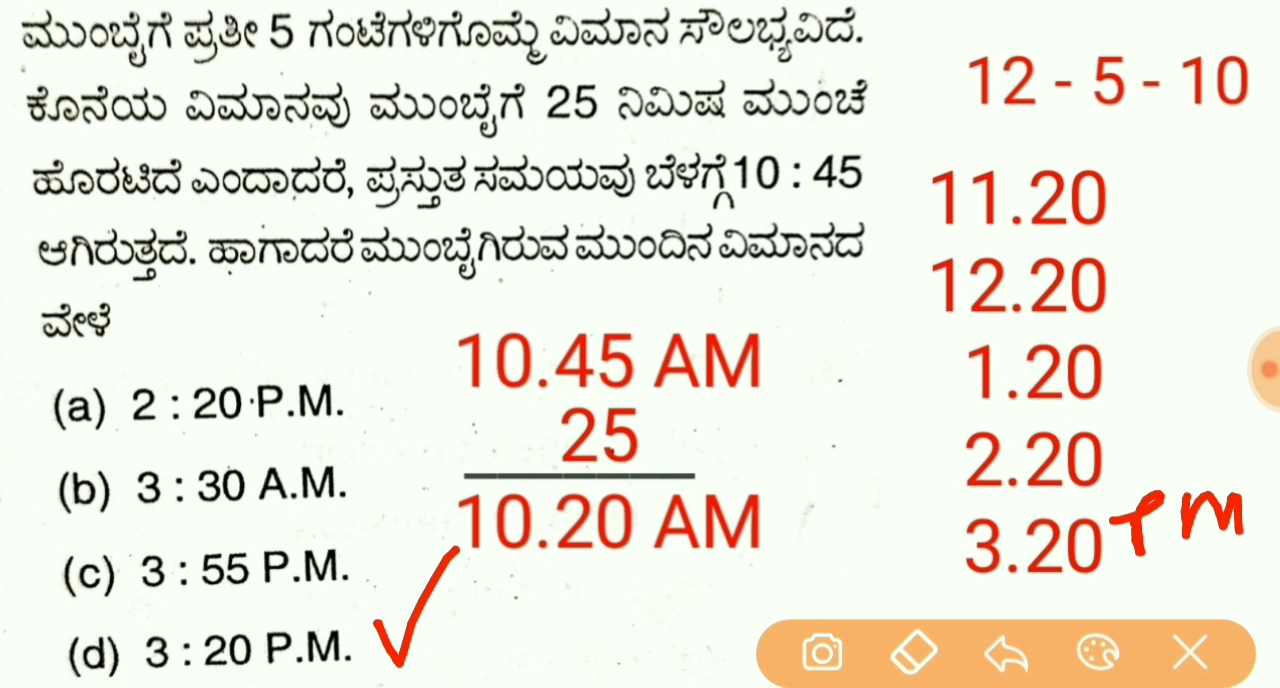 ಮುಂಬೈಗೆ ಪ್ರತೀ 5 ಗಂಟೆಗಳಿಗೊಮ್ಮೆ ವಿಮಾನ ಸೌಲಭ್ಯವಿದೆ.
ಕೊನೆಯ ವಿಮಾನವು ಮುಂಬೈಗೆ 25 ನಿಮಿಷ ಮುಂಚೆ
ಹೊರಟಿದೆ ಎಂದಾದರೆ, ಪ್ರಸ್ತುತ ಸಮಯವು ಬೆಳಗ್ಗೆ 10 : 45
ಆಗಿರುತ್ತದೆ. ಹಾಗಾದರೆ ಮುಂಬೈಗಿರುವ ಮುಂದಿನ ವಿಮಾನದ
ವೇಳೆ
(a) 2 : 20 P.M.
(b) 3 : 30 A.M.
(c) 3 : 55 P.M.
(d) 3 : 20 P.M.
10.45 AM
25
10.20 AM
12 - 5 - 10
11.20
12.20
1.20
2.20
3.20 PM